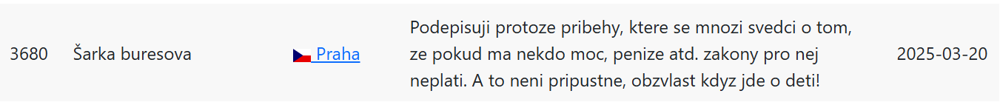 3680 Šarka buresova Praha Podepisuji protoze pribehy, ktere se mnozi svedci o tom, 2025-03-20
ze pokud ma nekdo moc, penize atd. zakony pro nej
neplati. A to neni pripustne, obzvlast kdyz jde o deti!